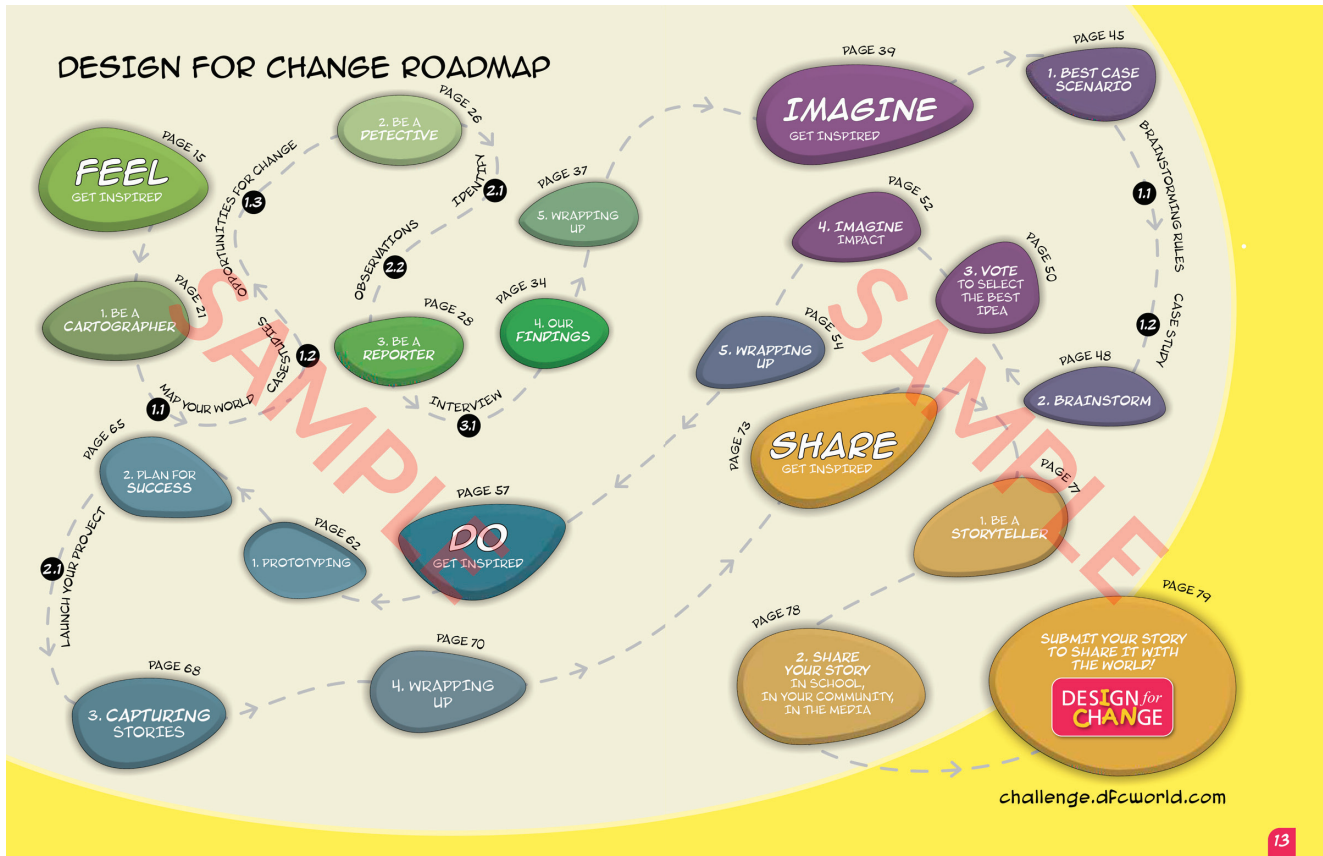 DESIGN FOR CHANGE ROADMAP
FEEL
GET INSPIRED
PAGE 15
1. BE A
CARTOGRAPHER
PAGE 21
1.1
MAP YOUR WORLD
1.2
CASES STUDIES
1.3
OPPORTUNITIES FOR CHANGE
2. BE A
DETECTIVE
PAGE 26
2.1
IDENTIFY
2.2
OBSERVATIONS
3. BE A
REPORTER
PAGE 28
INTERVIEW
3.1
PAGE 34
4. OUR
FINDINGS
PAGE 37
5. WRAPPING
UP
PAGE 39
IMAGINE
GET INSPIRED
PAGE 45
1. BEST CASE
SCENARIO
1.1
BRAINSTORMING RULES
1.2
CASE STUDY
PAGE 48
2. BRAINSTORM
3. VOTE
TO SELECT
THE BEST
IDEA
PAGE 50
PAGE 52
4. IMAGINE
IMPACT
PAGE 54
5. WRAPPING
UP
PAGE 57
DO
GET INSPIRED
PAGE 62
1. PROTOTYPING
PAGE 65
2. PLAN FOR
SUCCESS
2.1
LAUNCH YOUR PROJECT
PAGE 68
3. CAPTURING
STORIES
PAGE 70
4. WRAPPING
UP
PAGE 73
SHARE
GET INSPIRED
PAGE 77
1. BE A
STORYTELLER
PAGE 78
2. SHARE
YOUR STORY
IN SCHOOL,
IN YOUR COMMUNITY,
IN THE MEDIA
PAGE 79
SUBMIT YOUR STORY
TO SHARE IT WITH
THE WORLD!
DESIGN for
CHANGE
challenge.dfcworld.com
13
SAMPLE
SAMPLE